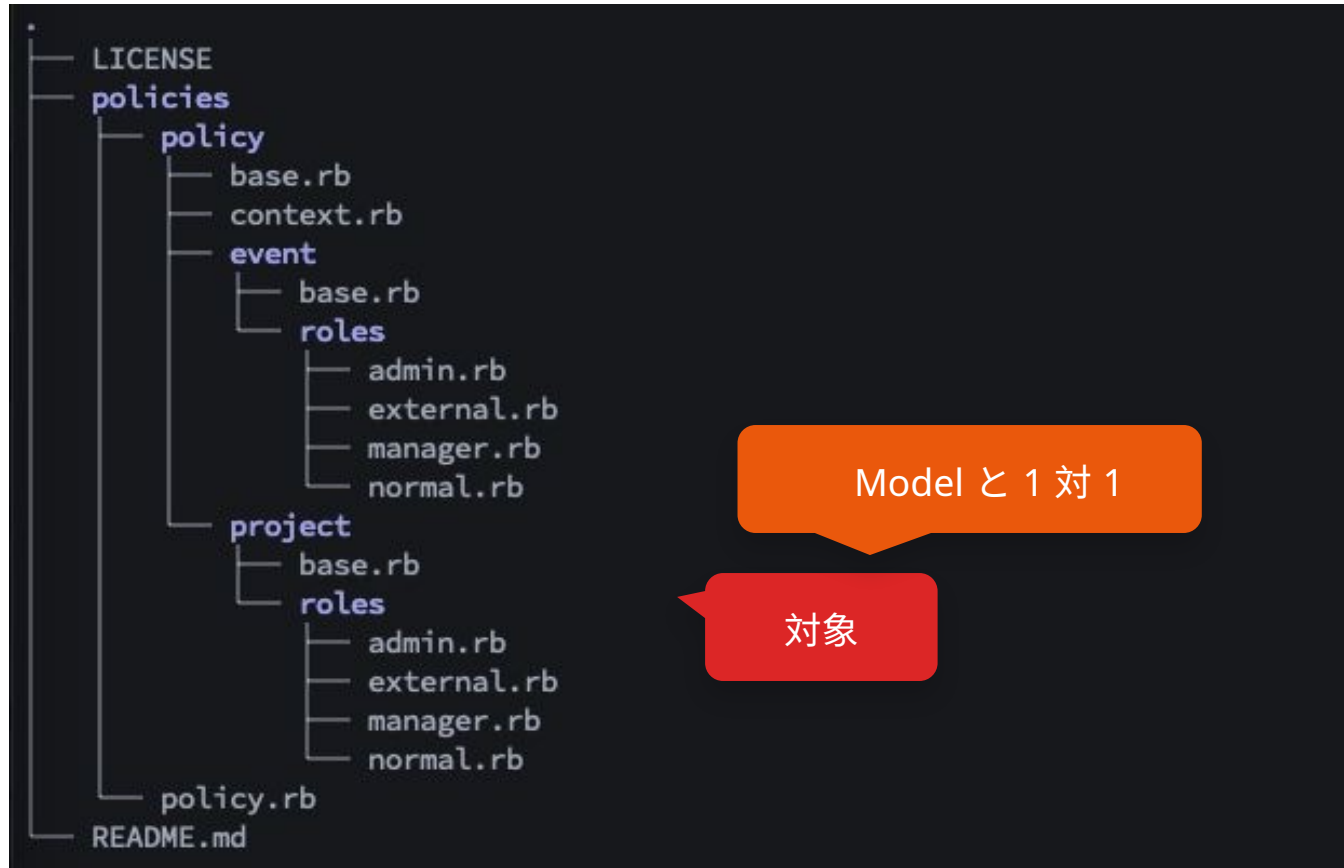 .
├── LICENSE
├── policies
│   ├── policy
│   │   ├── base.rb
│   │   ├── context.rb
│   │   ├── event
│   │   │   ├── base.rb
│   │   │   └── roles
│   │   │       ├── admin.rb
│   │   │       ├── external.rb
│   │   │       ├── manager.rb
│   │   │       └── normal.rb
│   │   └── project
│   │       ├── base.rb
│   │       └── roles
│   │           ├── admin.rb
│   │           ├── external.rb
│   │           ├── manager.rb
│   │           └── normal.rb
│   └── policy.rb
└── README.md
Model と 1 対 1
対象